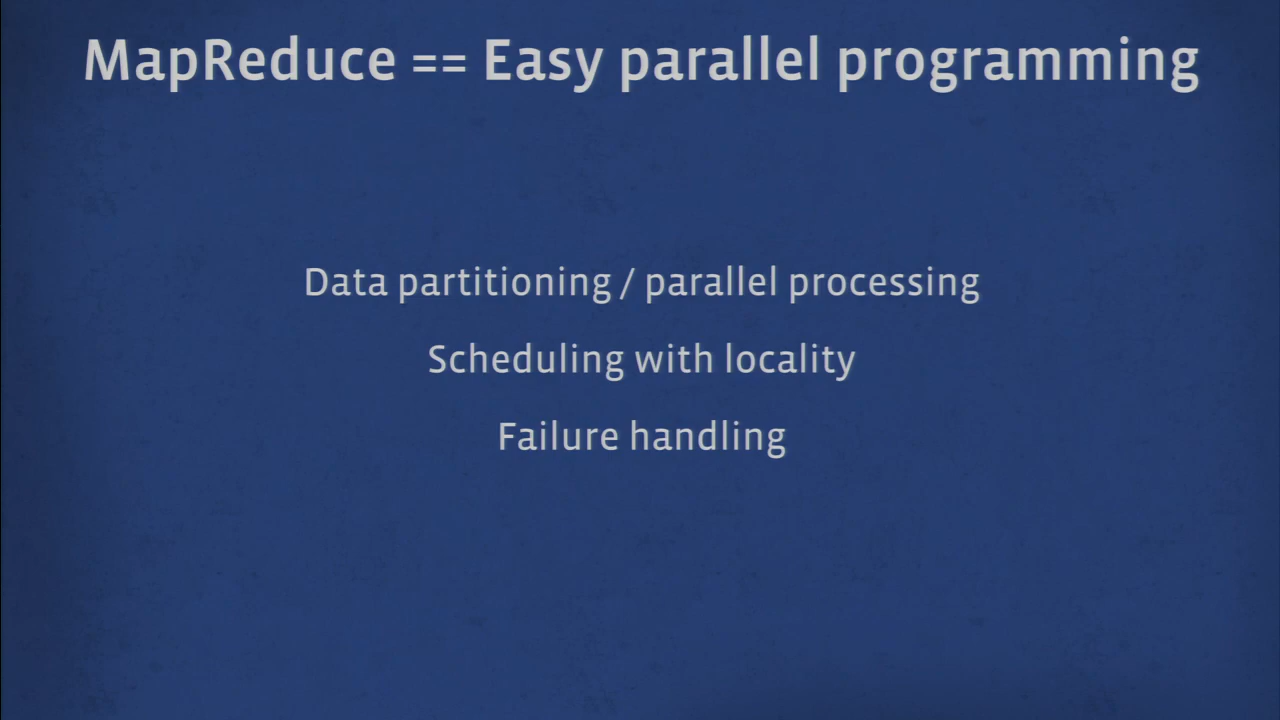 MapReduce == Easy parallel programming
Data partitioning / parallel processing
Scheduling with locality
Failure handling